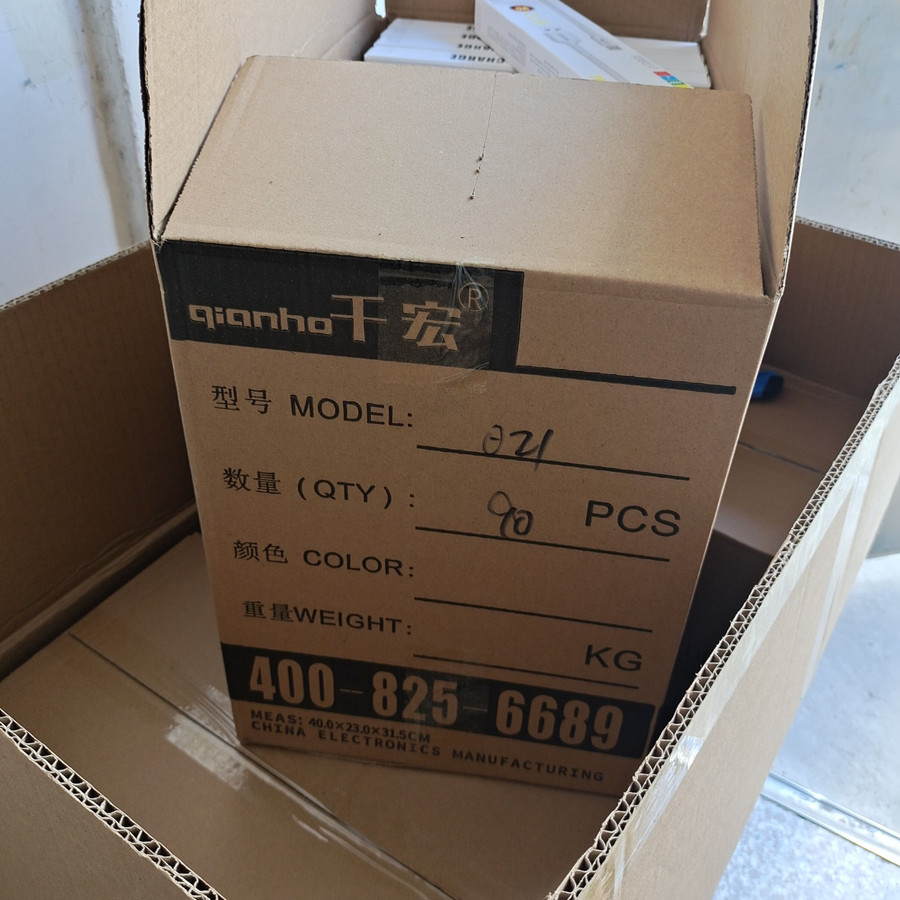 CHARGE
qianho千宏®
型号 MODEL: 021
数量 (QTY): 90 PCS
颜色 COLOR:
重量WEIGHT: KG
400-825-6689
MEAS: 40.0×23.0×31.5CM
CHINA ELECTRONICS MANUFACTURING